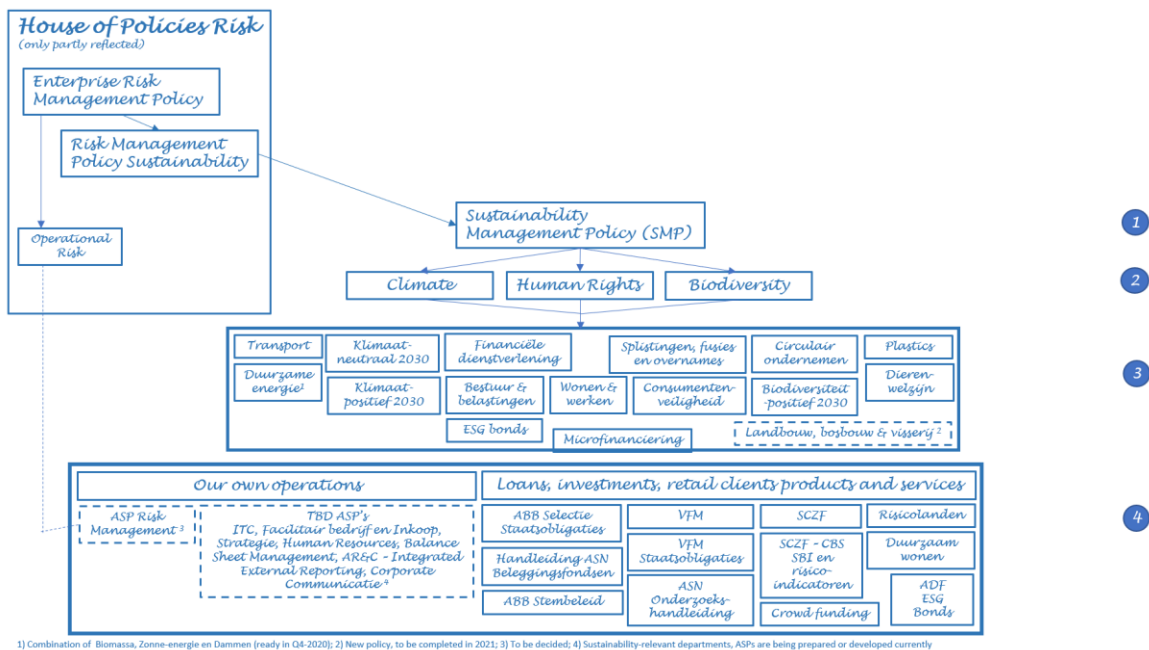 House of Policies Risk
(only partly reflected)
Enterprise Risk
Management Policy
Risk Management
Policy Sustainability
Operational
Risk
Sustainability
Management Policy (SMP)
1
Climate
Human Rights
Biodiversity
2
Transport
Klimaat-
neutraal 2030
Financiële
dienstverlening
Splistingen, fusies
en overnames
Circulair
ondernemen
Plastics
Duurzame
energie¹
Klimaat-
positief 2030
Bestuur &
belastingen
Wonen &
werken
Consumenten-
veiligheid
Biodiversiteit
-positief 2030
Dieren-
welzijn
3
ESG bonds
Microfinanciering
Landbouw, bosbouw & visserij ²
Our own operations
Loans, investments, retail clients products and services
ASP Risk
Management ³
TBD ASP's
ITC, Facilitair bedrijf en Inkoop,
Strategie, Human Resources, Balance
Sheet Management, AR&C - Integrated
External Reporting, Corporate
Communicatie ⁴
ABB Selectie
Staatsobligaties
VFM
SCZF
Risicolanden
4
Handleiding ASN
Beleggingsfondsen
VFM
Staatsobligaties
SCZF - CBS
SBI en
risico-
indicatoren
Duurzaam
wonen
ABB Stembeleid
ASN
Onderzoeks-
handleiding
Crowd funding
ADF
ESG
Bonds
1) Combination of Biomassa, Zonne-energie en Dammen (ready in Q4-2020); 2) New policy, to be completed in 2021; 3) To be decided; 4) Sustainability-relevant departments, ASPs are being prepared or developed currently